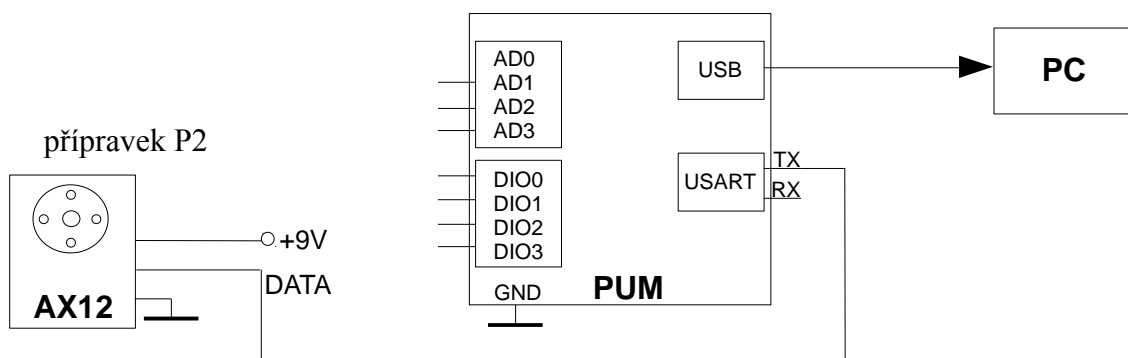 přípravek P2
AX12
+9V
DATA
AD0
AD1
AD2
AD3
DIO0
DIO1
DIO2
DIO3
GND
PUM
USB
USART
TX
RX
PC